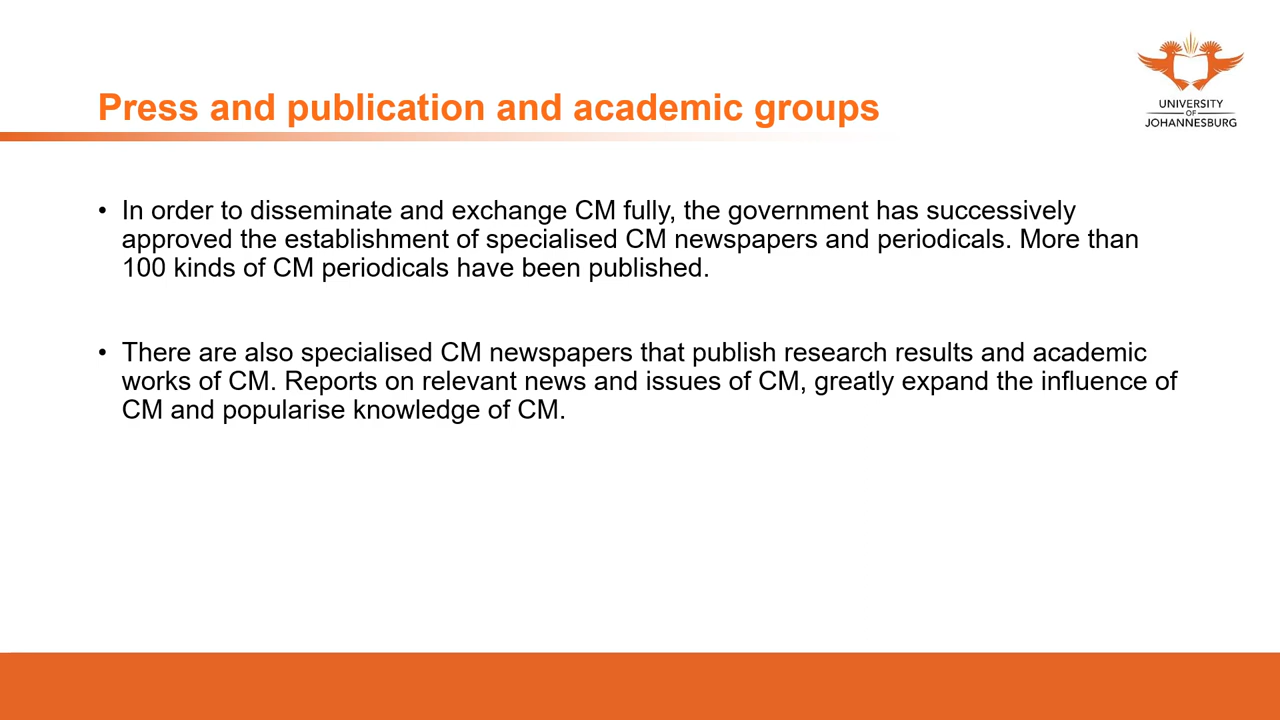 Press and publication and academic groups
UNIVERSITY
OF
JOHANNESBURG
• In order to disseminate and exchange CM fully, the government has successively
approved the establishment of specialised CM newspapers and periodicals. More than
100 kinds of CM periodicals have been published.
• There are also specialised CM newspapers that publish research results and academic
works of CM. Reports on relevant news and issues of CM, greatly expand the influence of
CM and popularise knowledge of CM.